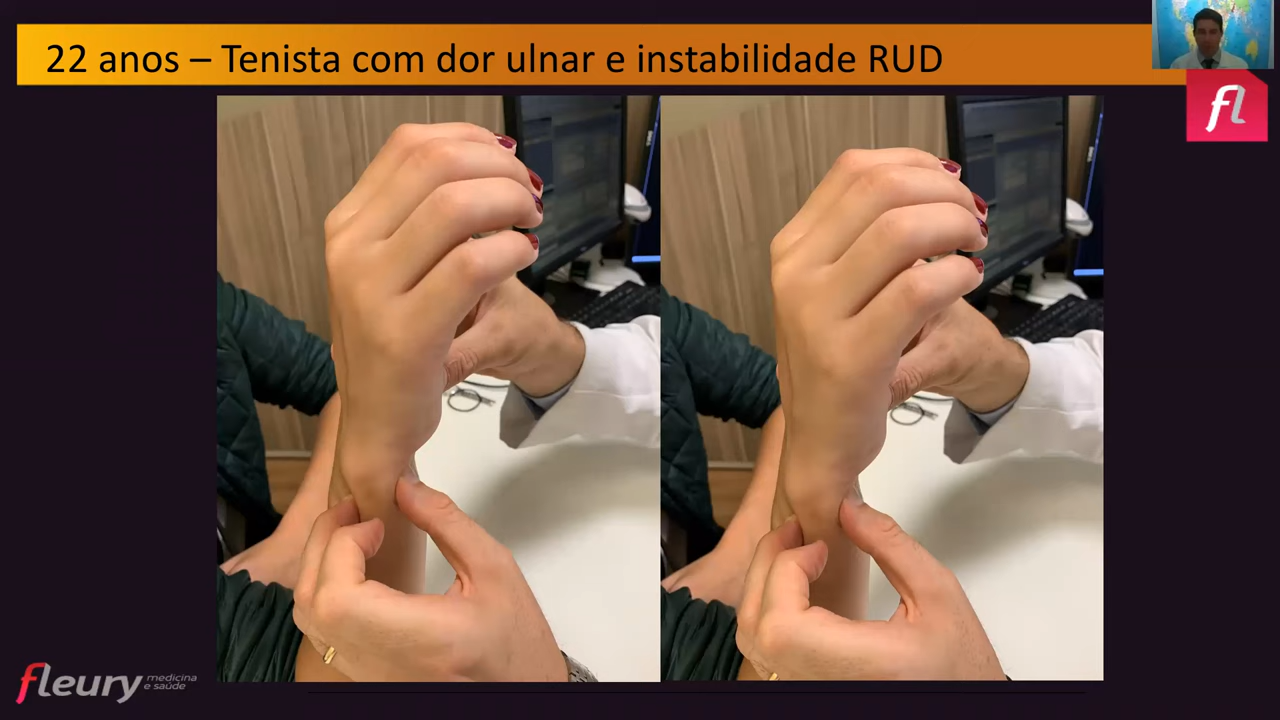 22 anos – Tenista com dor ulnar e instabilidade RUD
fl
fleury medicina
e saúde